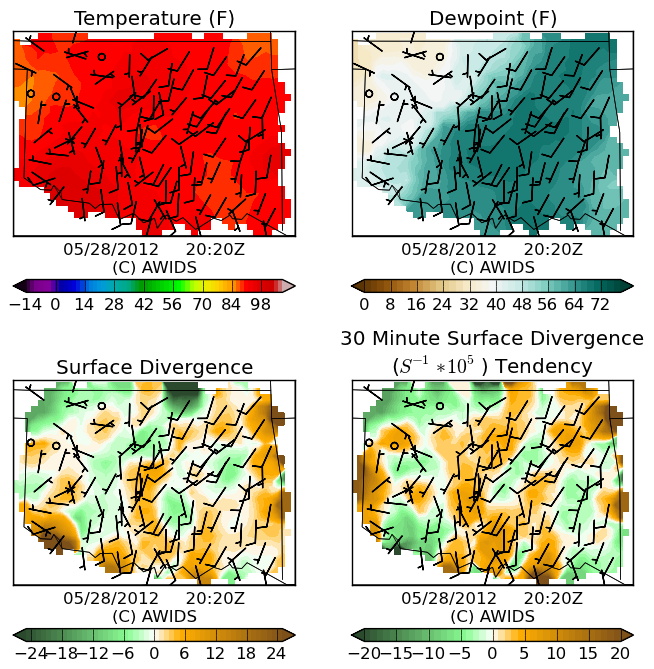 Temperature (F)
05/28/2012 20:20Z
(C) AWIDS
−14 0 14 28 42 56 70 84 98
Dewpoint (F)
05/28/2012 20:20Z
(C) AWIDS
0 8 16 24 32 40 48 56 64 72
Surface Divergence
05/28/2012 20:20Z
(C) AWIDS
−24 −18 −12 −6 0 6 12 18 24
30 Minute Surface Divergence
(S⁻¹ *10⁵ ) Tendency
05/28/2012 20:20Z
(C) AWIDS
−20 −15 −10 −5 0 5 10 15 20